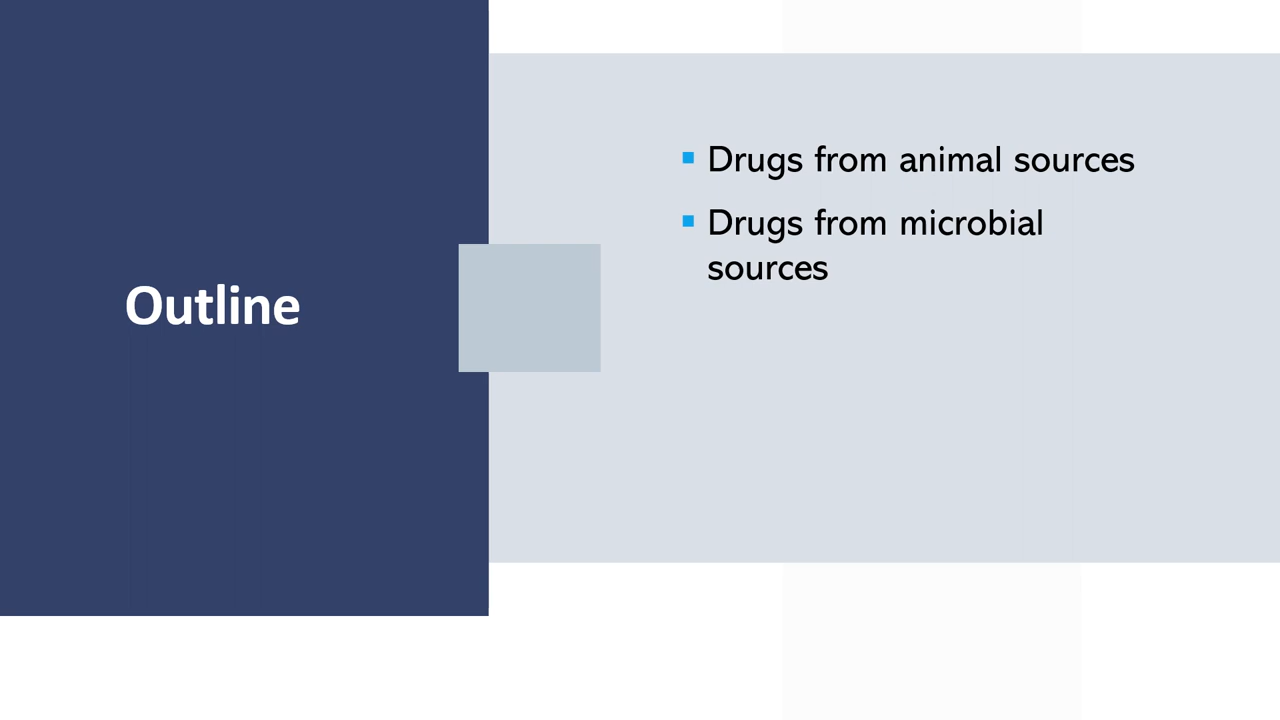 Outline
Drugs from animal sources
Drugs from microbial
sources